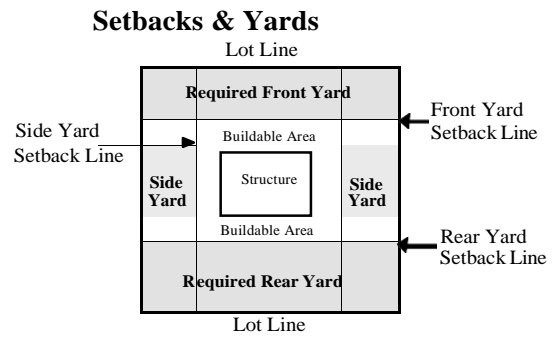 Setbacks & Yards
Lot Line
Required Front Yard
Front Yard
Setback Line
Side Yard
Setback Line
Buildable Area
Structure
Side
Yard
Side
Yard
Buildable Area
Rear Yard
Setback Line
Required Rear Yard
Lot Line